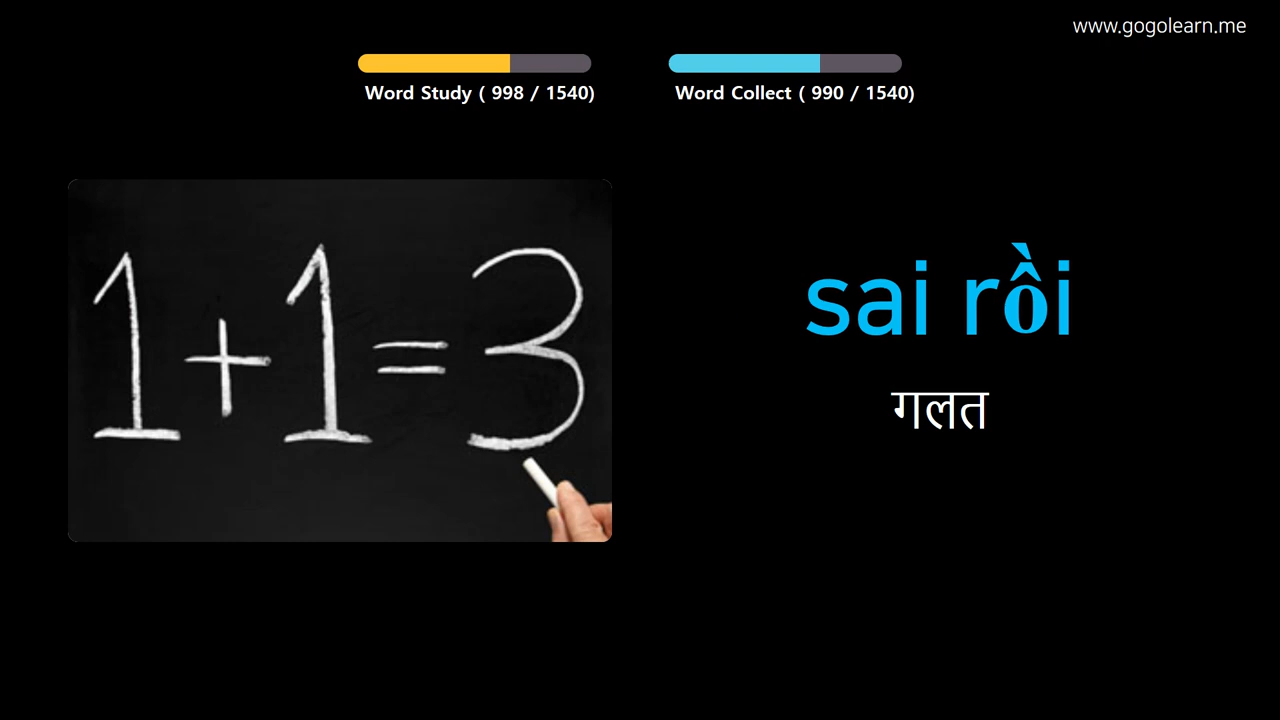 www.gogolearn.me
Word Study ( 998 / 1540)
Word Collect ( 990 / 1540)
1+1=3
sai rồi
गलत